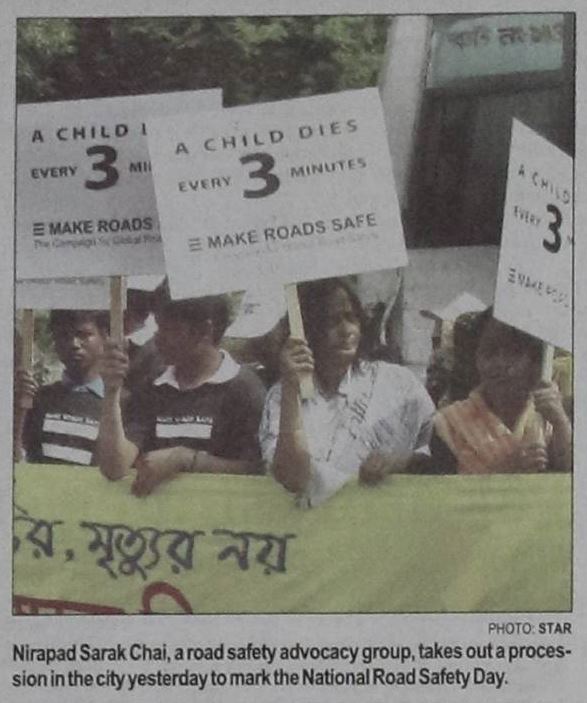 A CHILD
EVERY 3
MAKE ROADS
A CHILD DIES
EVERY 3 MINUTES
MAKE ROADS SAFE
A CHILD
EVERY 3
MAKE
র, মৃত্যুর নয়
PHOTO: STAR
Nirapad Sarak Chai, a road safety advocacy group, takes out a proces-
sion in the city yesterday to mark the National Road Safety Day.